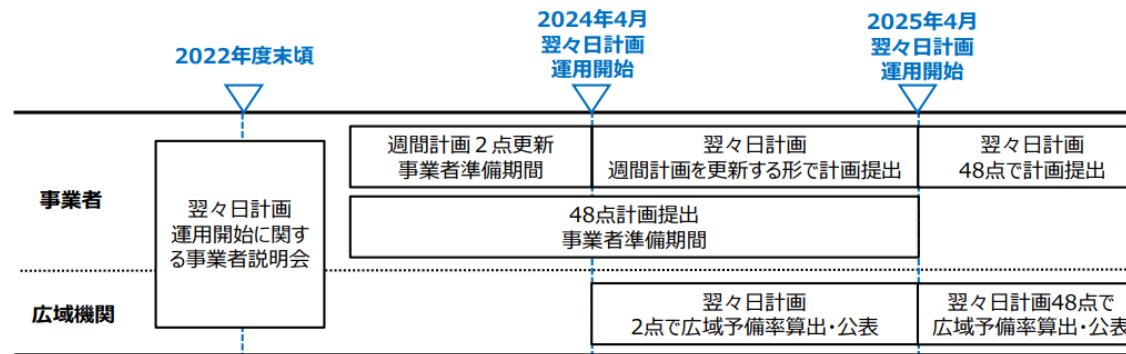 2022年度末頃
2024年4月
翌々日計画
運用開始
2025年4月
翌々日計画
運用開始
事業者
翌々日計画
運用開始に関す
る事業者説明会
週間計画２点更新
事業者準備期間
翌々日計画
週間計画を更新する形で計画提出
翌々日計画
48点で計画提出
48点計画提出
事業者準備期間
広域機関
翌々日計画
2点で広域予備率算出・公表
翌々日計画48点で
広域予備率算出・公表